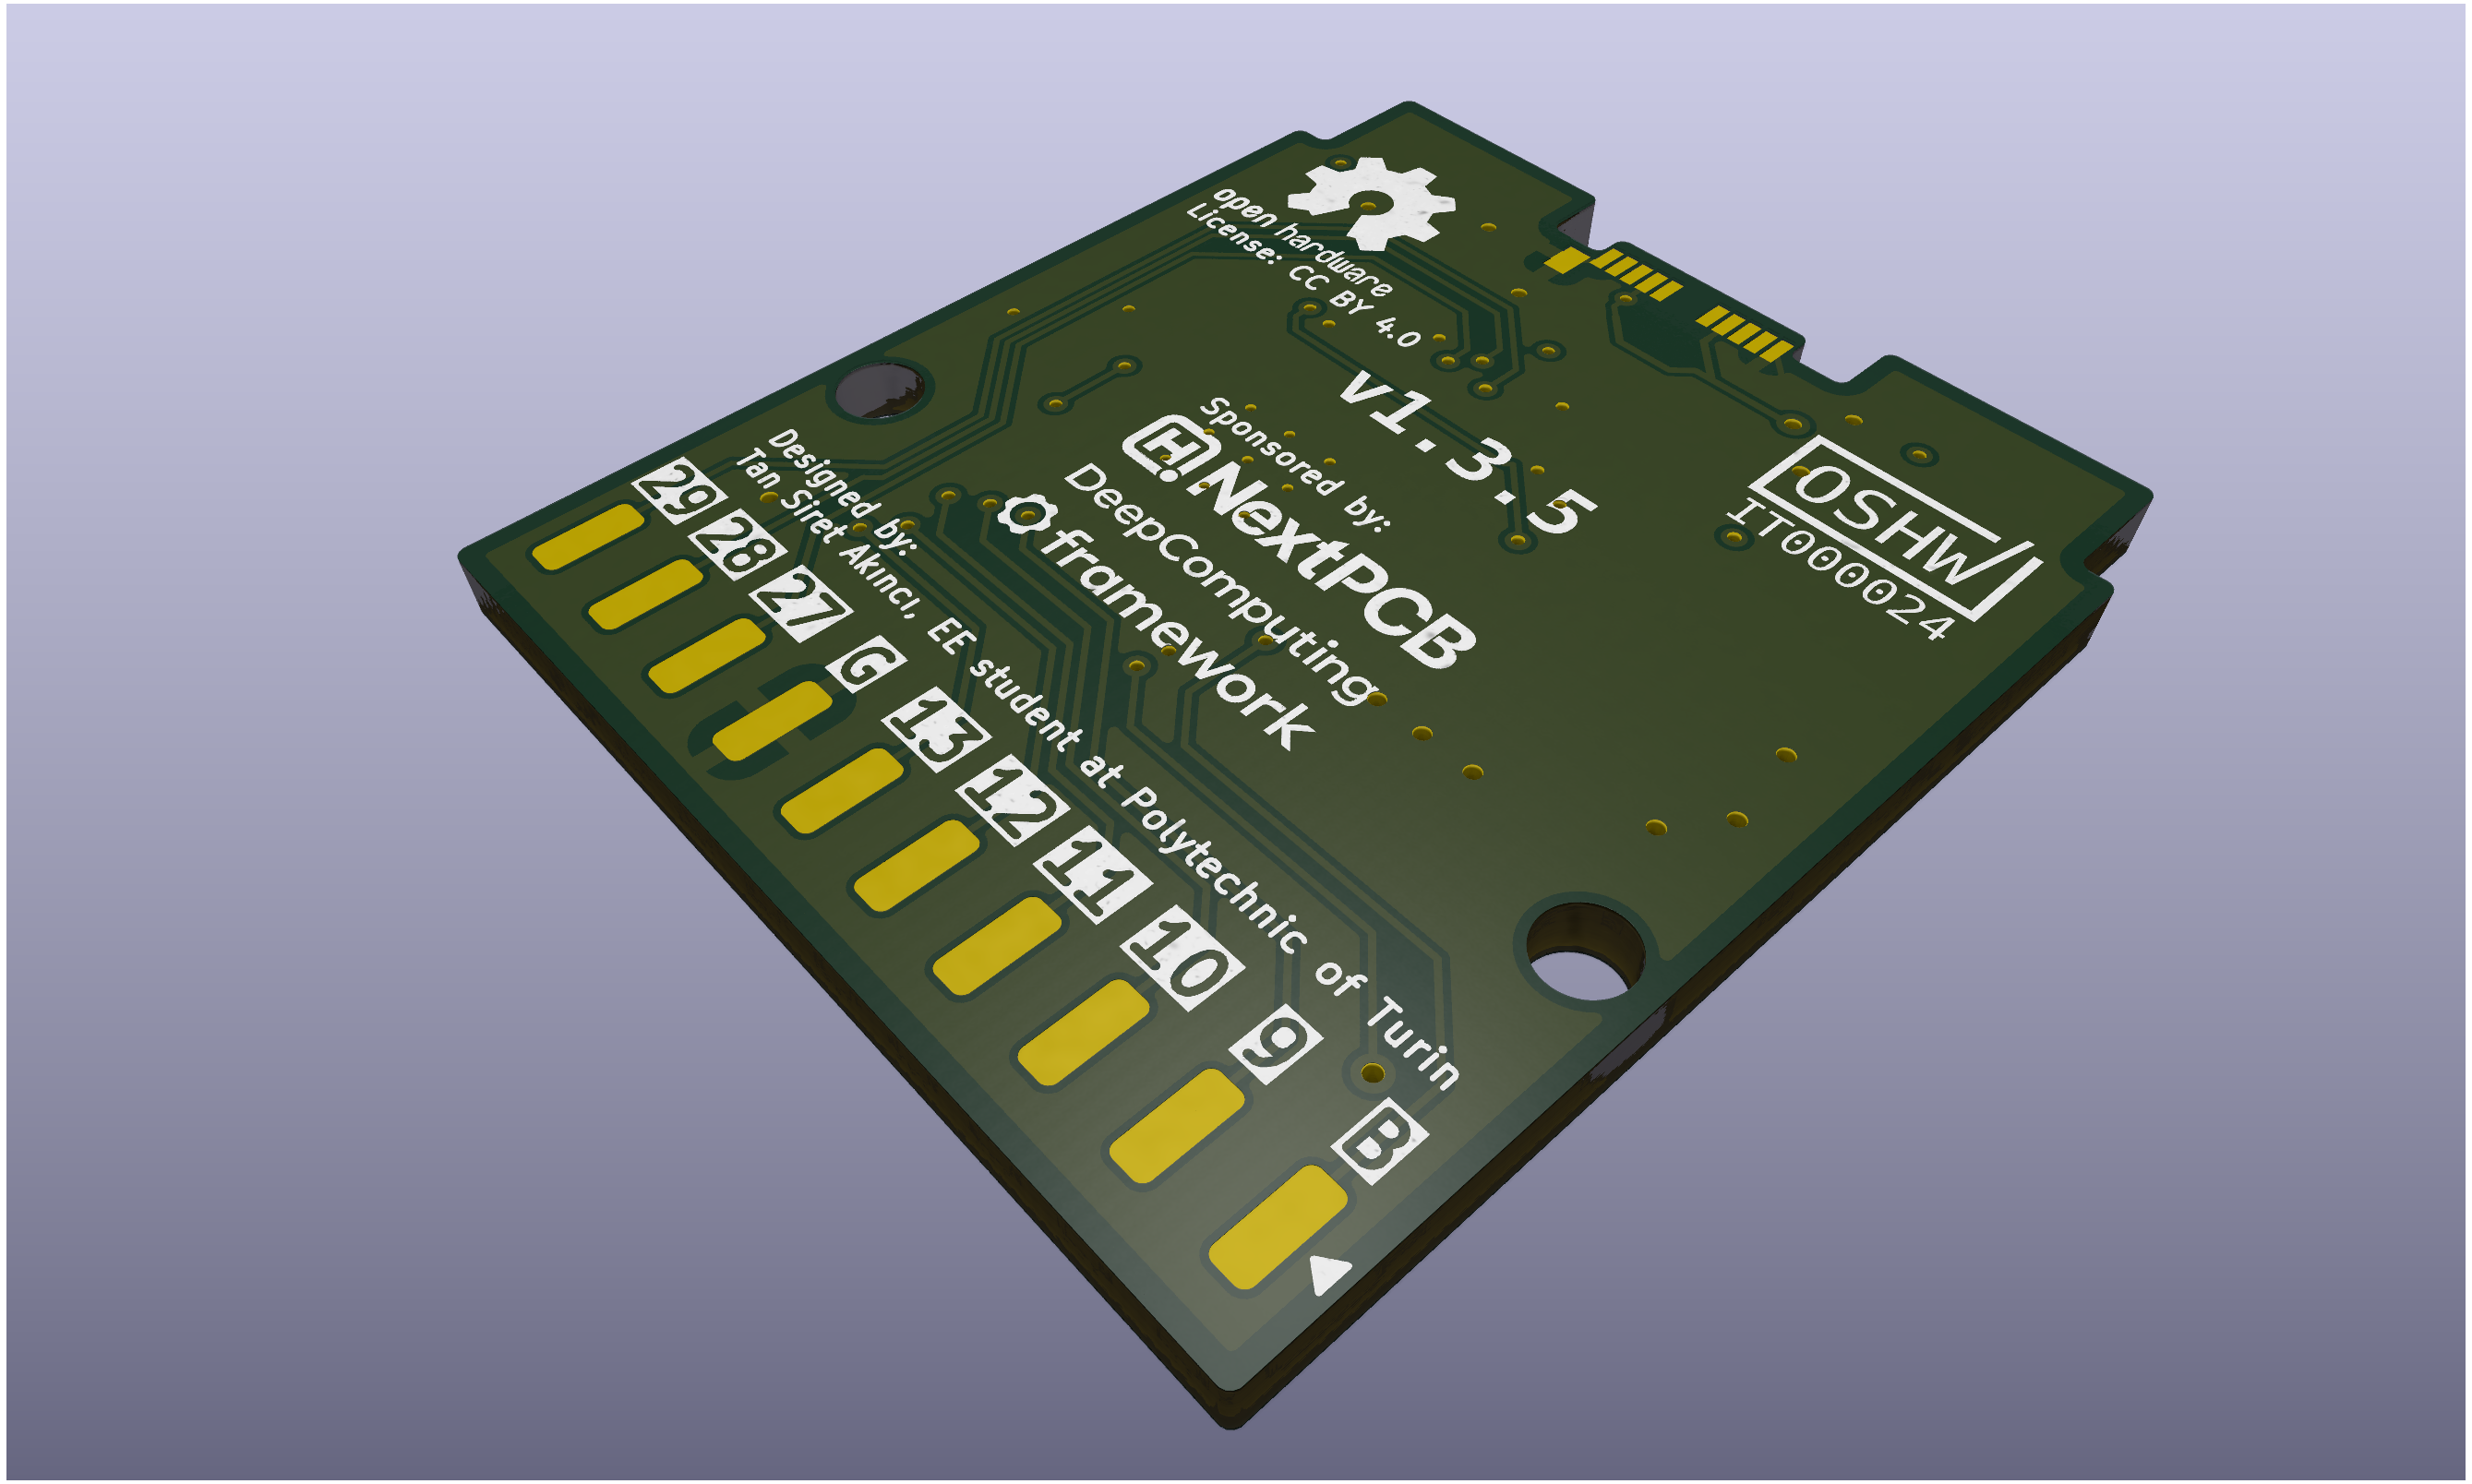 open hardware
License: CC BY 4.0
v1.3.5
Sponsored by:
NextPCB
DeepComputing
framework
OSHW
IT000024
Designed by:
Tan Siret Akıncı, EE student at Polytechnic of Turin
29
28
27
G
13
12
11
10
9
B